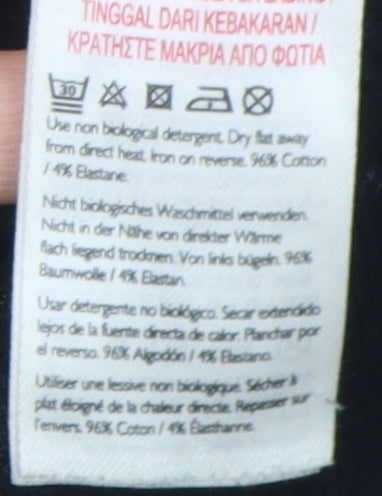 TINGGAL DARI KEBAKARAN /
ΚΡΑΤΗΣΤΕ ΜΑΚΡΙΑ ΑΠΟ ΦΩΤΙΑ
30
Use non biological detergent. Dry flat away
from direct heat. Iron on reverse. 96% Cotton
/ 4% Elastane.
Nicht biologisches Waschmittel verwenden.
Nicht in der Nähe von direkter Wärme
flach liegend trocknen. Von links bügeln. 96%
Baumwolle / 4% Elastan.
Usar detergente no biológico. Secar extendido
lejos de la fuente directa de calor. Planchar por
el reverso. 96% Algodón / 4% Elastano.
Utiliser une lessive non biologique. Sécher à
plat éloigné de la chaleur directe. Repasser sur
l'envers. 96% Coton / 4% Élasthanne.